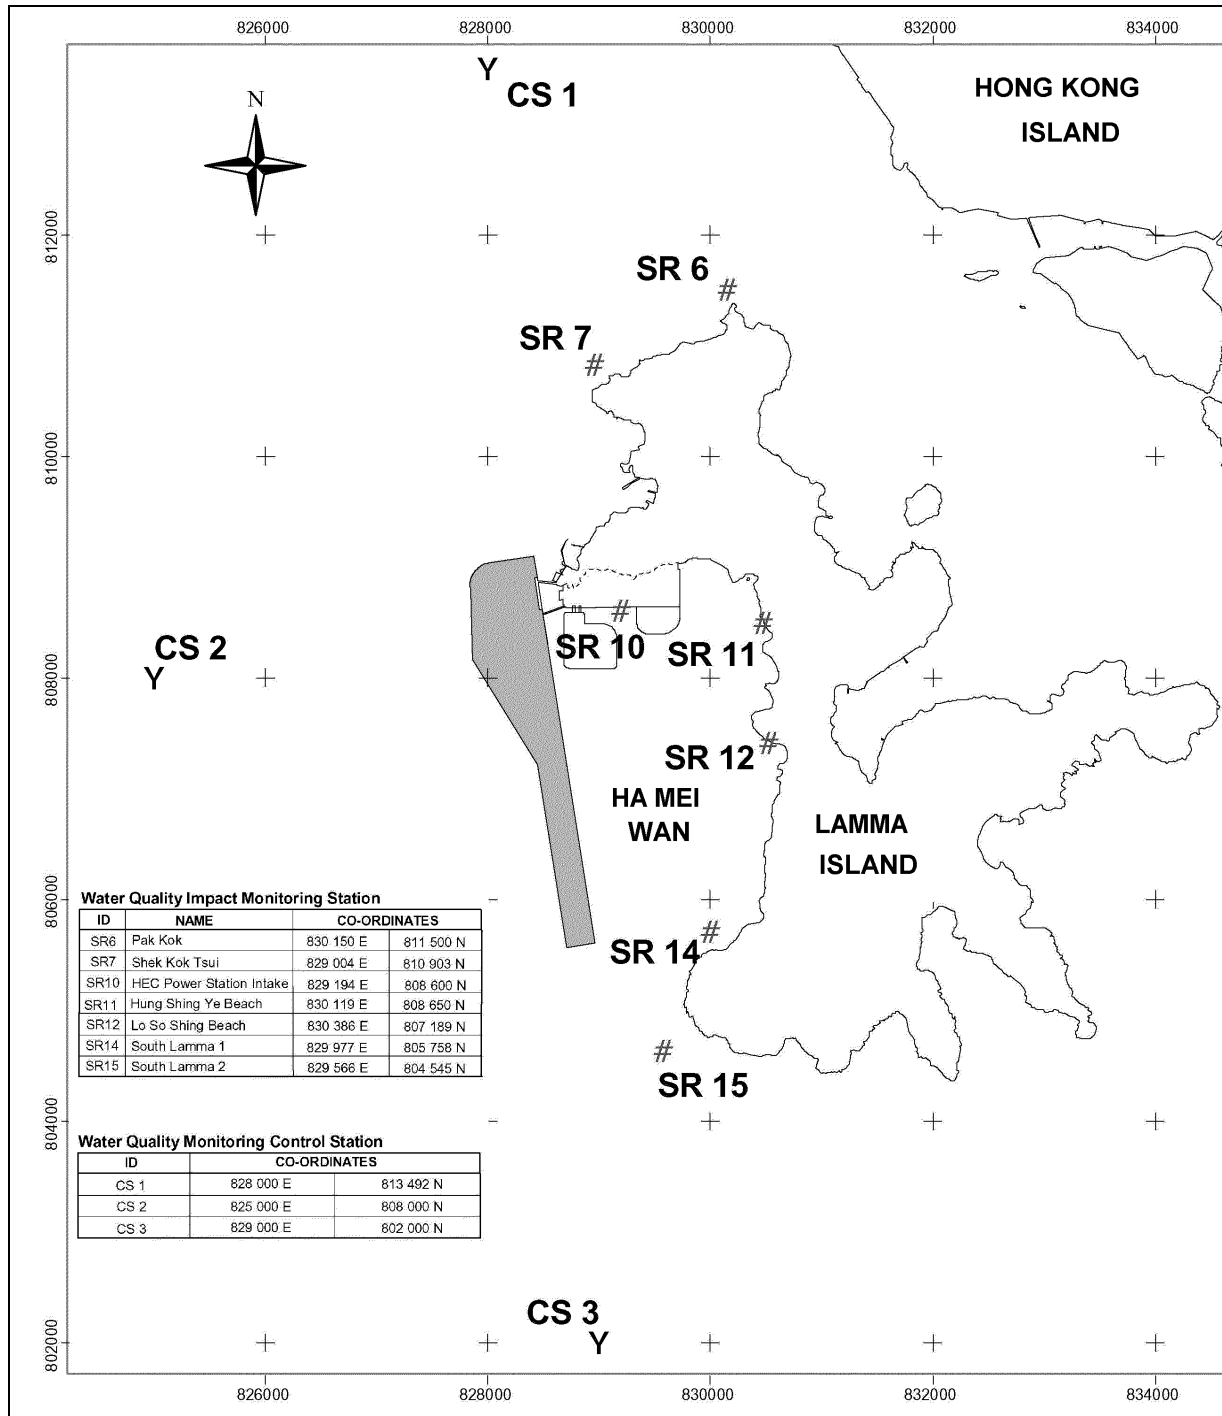 826000 828000 830000 832000 834000
Y
CS 1
HONG KONG
ISLAND
N
812000
SR 6
#
SR 7
#
810000
#
SR 10
#
SR 11
CS 2
Y
808000
#
SR 12
HA MEI
WAN
LAMMA
ISLAND
806000
#
SR 14
#
SR 15
Water Quality Impact Monitoring Station
ID NAME CO-ORDINATES
SR6 Pak Kok 830 150 E 811 500 N
SR7 Shek Kok Tsui 829 004 E 810 903 N
SR10 HEC Power Station Intake 829 194 E 808 600 N
SR11 Hung Shing Ye Beach 830 119 E 808 650 N
SR12 Lo So Shing Beach 830 386 E 807 189 N
SR14 South Lamma 1 829 977 E 805 758 N
SR15 South Lamma 2 829 566 E 804 545 N
804000
Water Quality Monitoring Control Station
ID CO-ORDINATES
CS 1 828 000 E 813 492 N
CS 2 825 000 E 808 000 N
CS 3 829 000 E 802 000 N
CS 3
Y
802000
826000 828000 830000 832000 834000